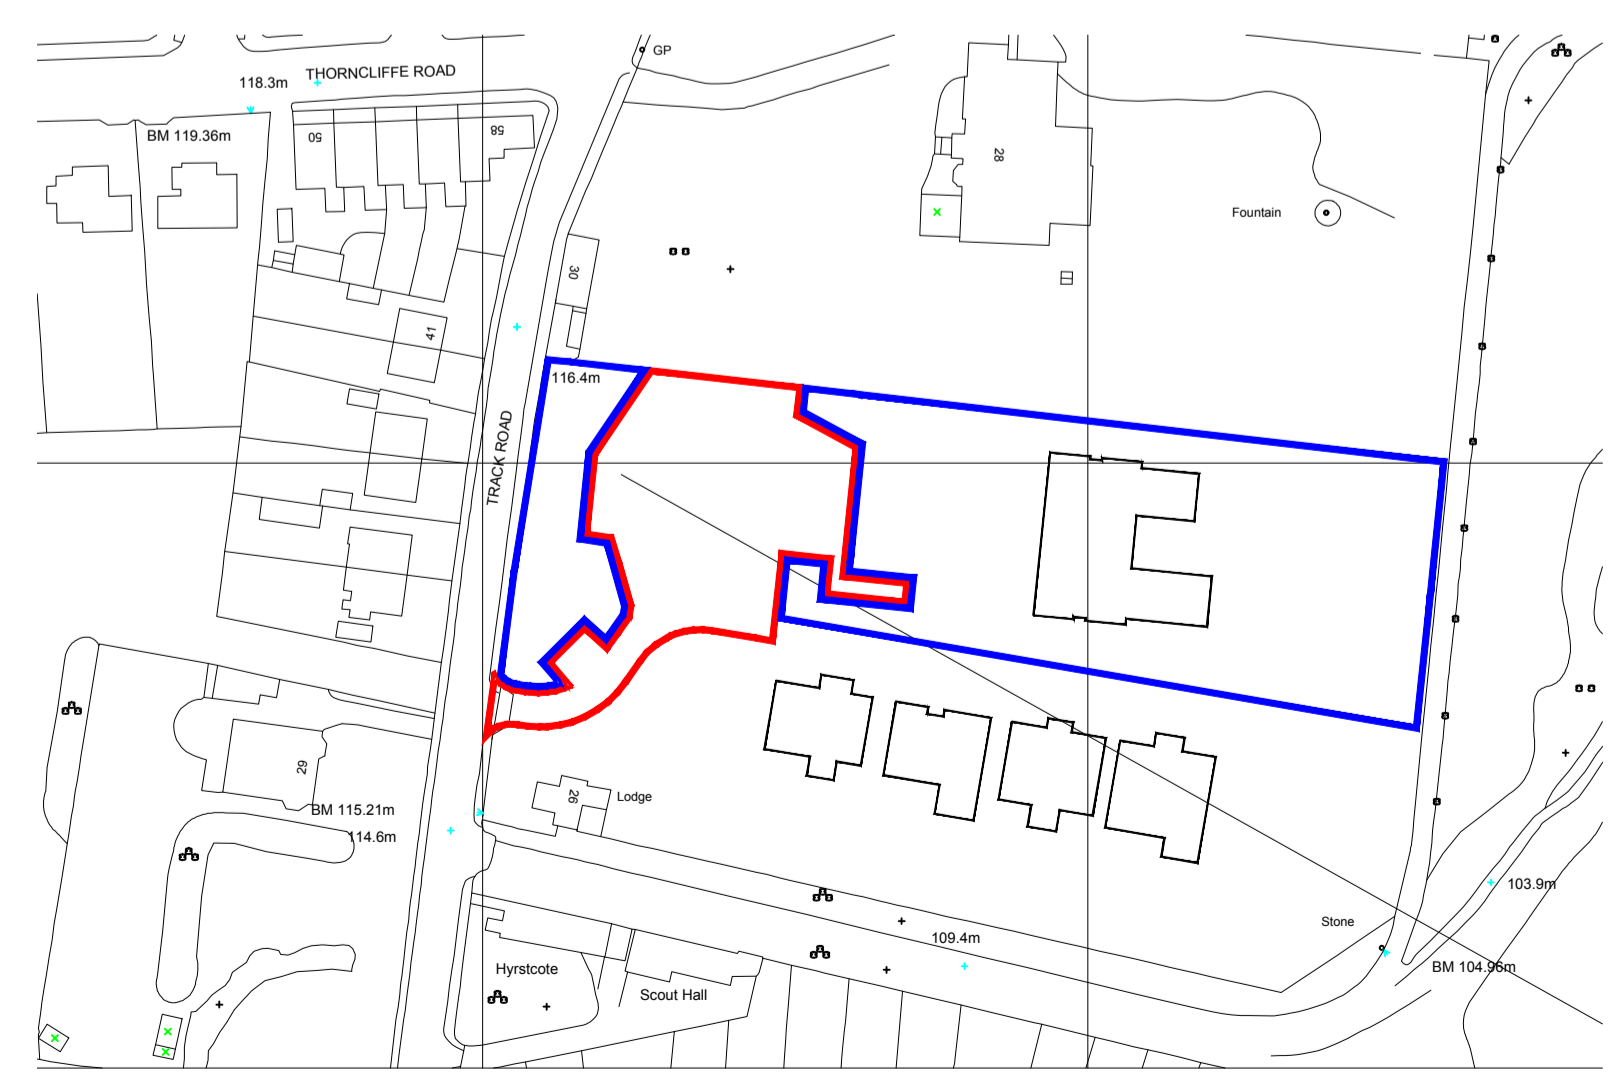 GP
THORNCLIFFE ROAD
118.3m
BM 119.36m
50
58
28
Fountain
30
41
116.4m
TRACK ROAD
29
BM 115.21m
114.6m
26
Lodge
103.9m
Stone
109.4m
BM 104.96m
Hyrstcote
Scout Hall